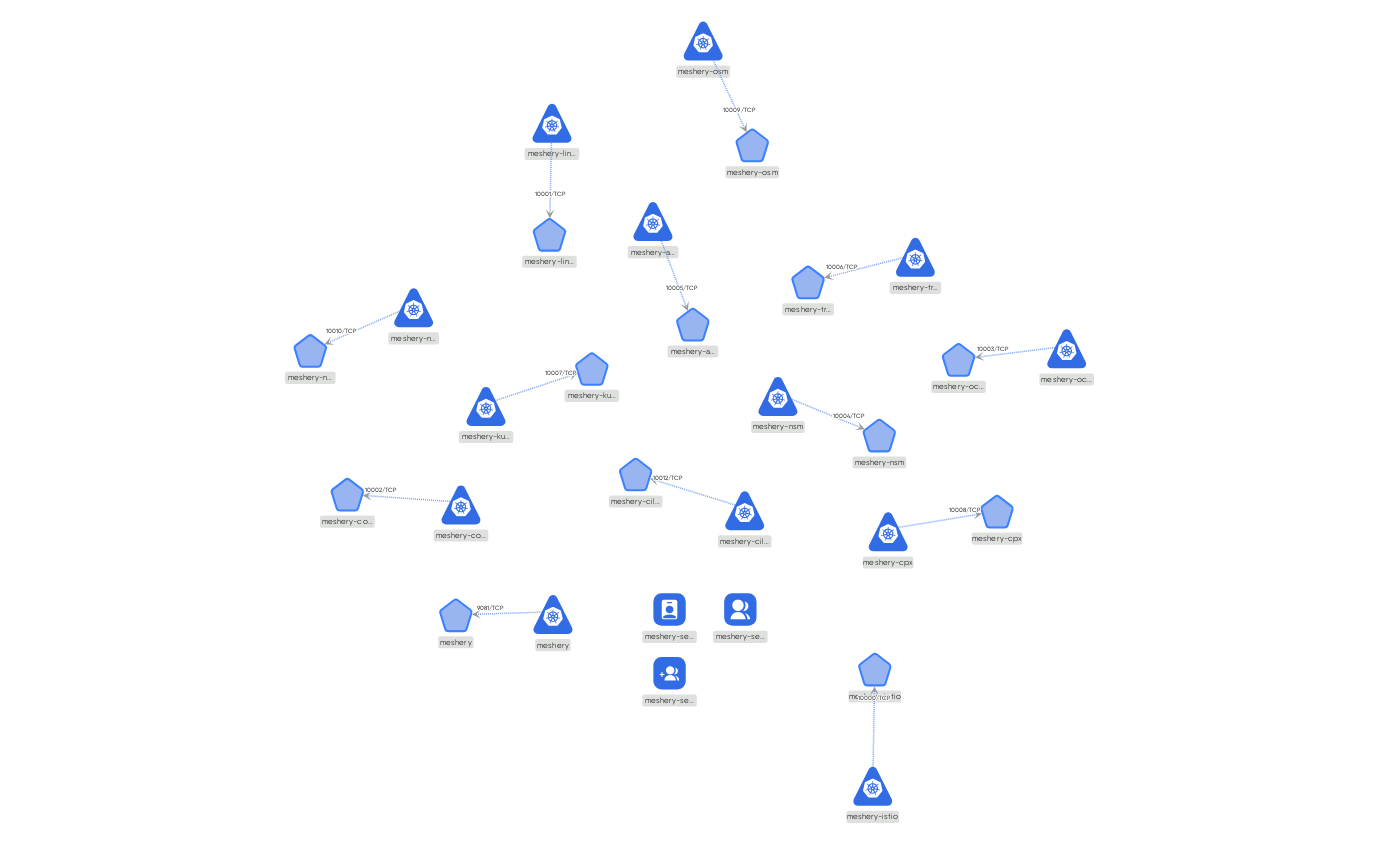 meshery-osm
10009/TCP
meshery-lin...
meshery-osm
10001/TCP
meshery-a...
meshery-lin...
10006/TCP
10005/TCP
meshery-tr...
meshery-tr...
10010/TCP
meshery-n...
10003/TCP
meshery-a...
meshery-n...
10007/TCP
meshery-oc...
meshery-oc...
meshery-ku...
10004/TCP
meshery-nsm
meshery-ku...
meshery-nsm
10012/TCP
10002/TCP
meshery-cil...
10008/TCP
meshery-co...
meshery-co...
meshery-cil...
meshery-cpx
meshery-cpx
9081/TCP
meshery
meshery
meshery-se...
meshery-se...
meshery-se...
10000/TCP
meshery-istio